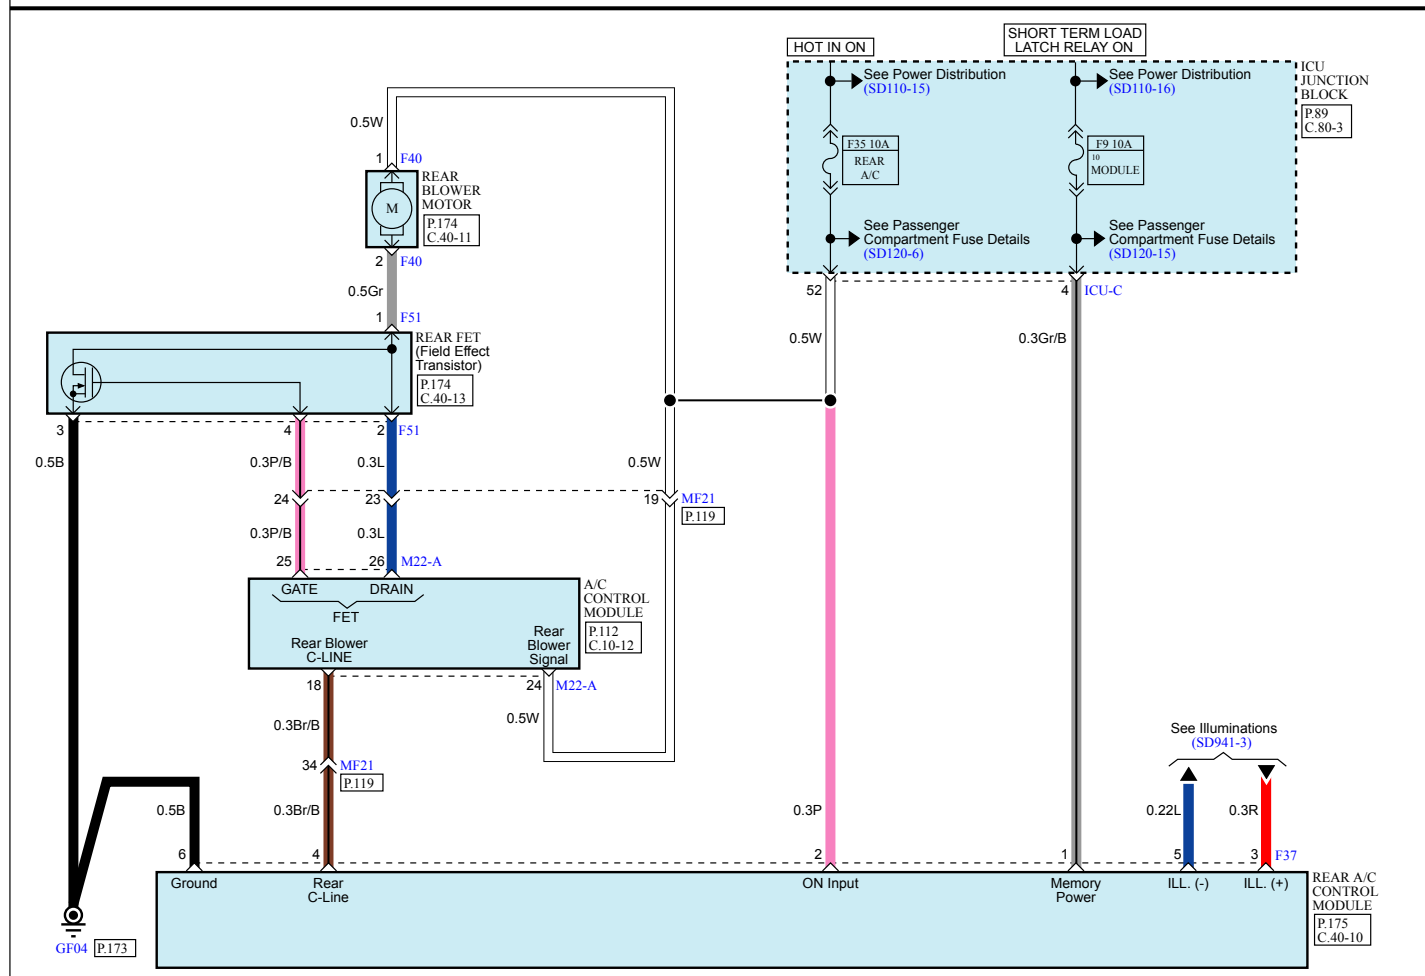 HOT IN ON
SHORT TERM LOAD
LATCH RELAY ON
See Power Distribution
(SD110-15)
See Power Distribution
(SD110-16)
ICU
JUNCTION
BLOCK
P.89
C.80-3
F35 10A
REAR
A/C
F9 10A
10
MODULE
See Passenger
Compartment Fuse Details
(SD120-6)
See Passenger
Compartment Fuse Details
(SD120-15)
52
4
ICU-C
0.5W
0.3Gr/B
0.5W
1
F40
REAR
BLOWER
MOTOR
M
P.174
C.40-11
2
F40
0.5Gr
1
F51
REAR FET
(Field Effect
Transistor)
P.174
C.40-13
3
4
2
F51
0.5B
0.3P/B
0.3L
0.5W
24
23
19
MF21
P.119
0.3P/B
0.3L
25
26
M22-A
GATE
DRAIN
FET
A/C
CONTROL
MODULE
P.112
C.10-12
Rear Blower
C-LINE
Rear
Blower
Signal
18
24
M22-A
0.3Br/B
0.5W
34
MF21
P.119
See Illuminations
(SD941-3)
0.5B
0.3Br/B
0.3P
0.22L
0.3R
6
4
2
1
5
3
F37
Ground
Rear
C-Line
ON Input
Memory
Power
ILL. (-)
ILL. (+)
REAR A/C
CONTROL
MODULE
P.175
C.40-10
GF04
P.173